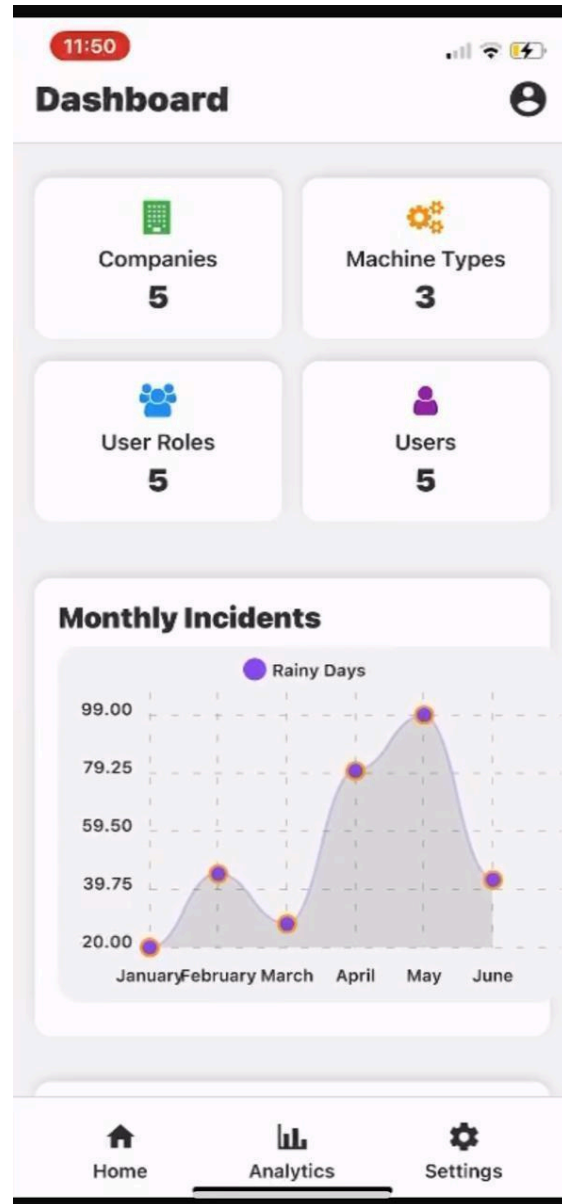 11:50
Dashboard
Companies
5
Machine Types
3
User Roles
5
Users
5
Monthly Incidents
Rainy Days
99.00
79.25
59.50
39.75
20.00
January February March April May June
Home Analytics Settings